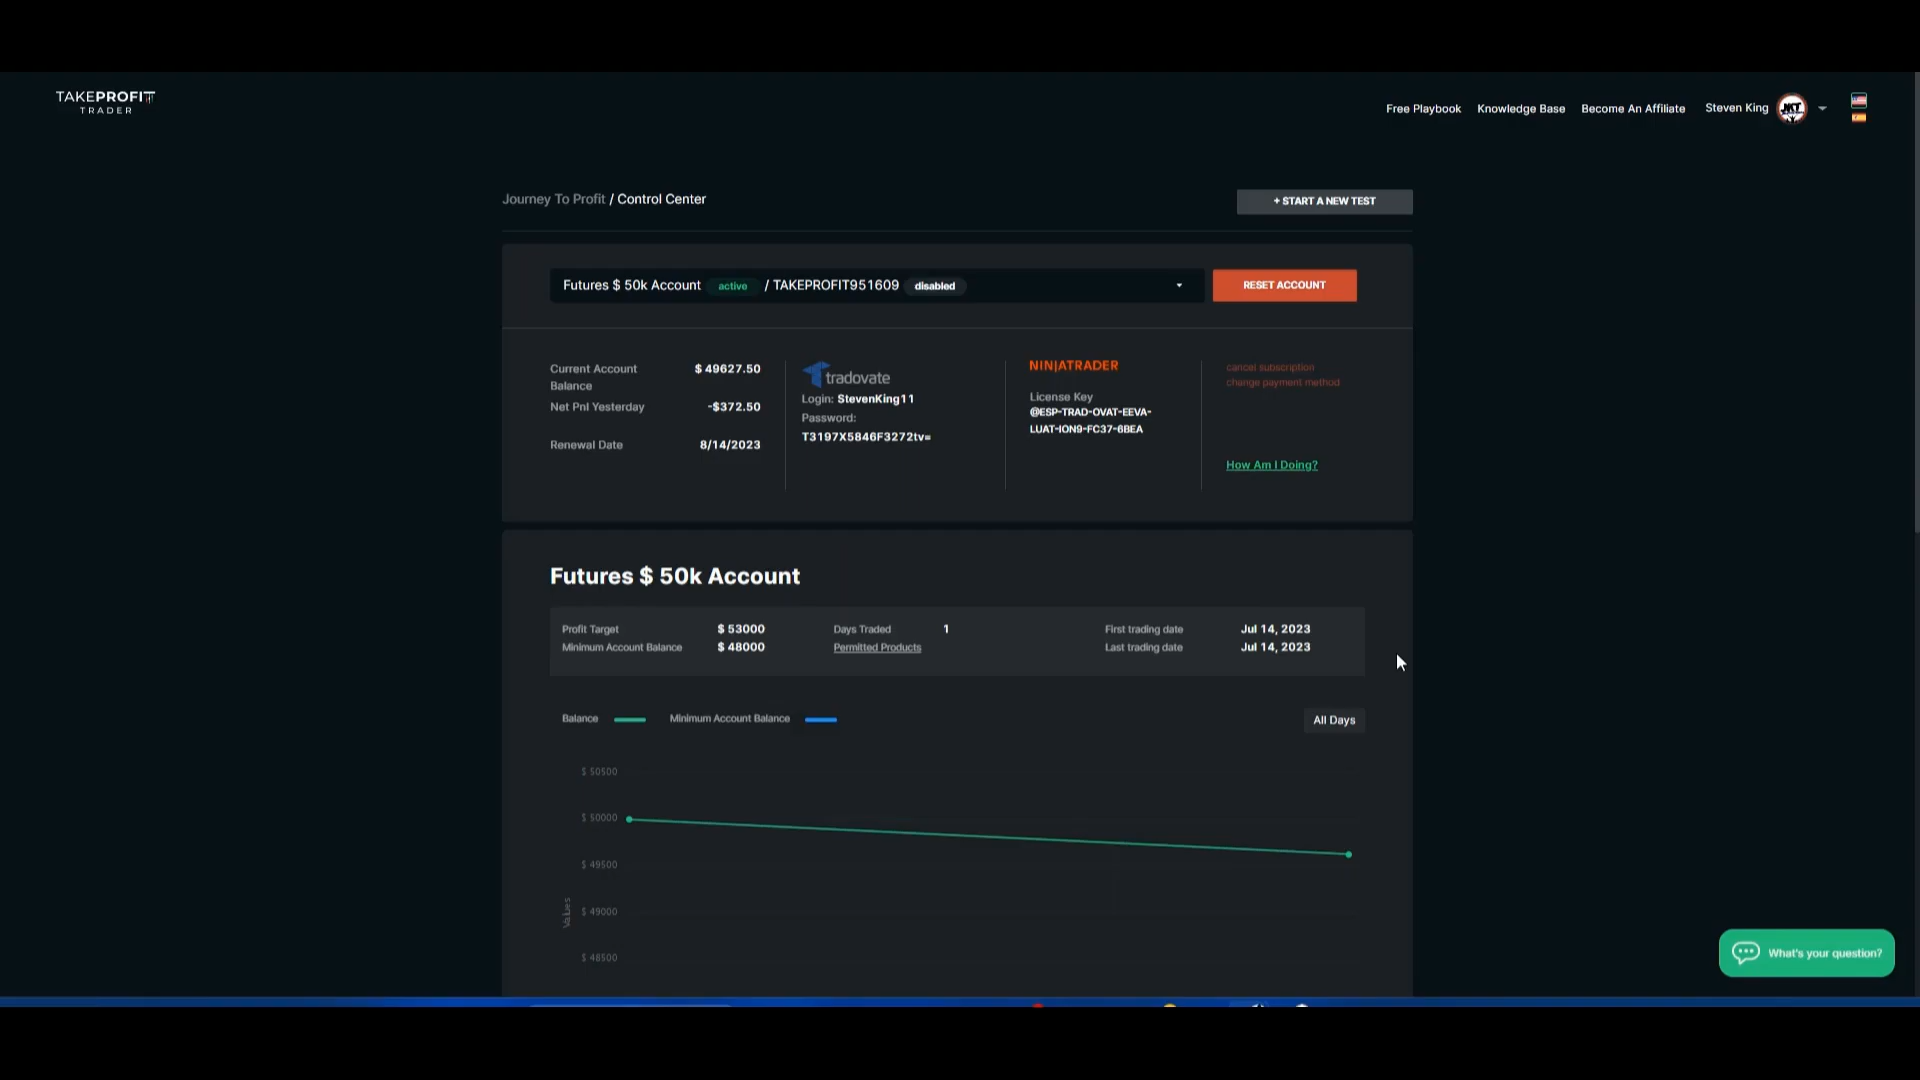 TAKEPROFIT
TRADER
Free Playbook Knowledge Base Become An Affiliate Steven King
JKT
Journey To Profit / Control Center
+ START A NEW TEST
Futures $ 50k Account active / TAKEPROFIT951609 disabled
RESET ACCOUNT
Current Account Balance $ 49627.50
Net Pnl Yesterday -$372.50
Renewal Date 8/14/2023
tradovate
Login: StevenKing11
Password:
T3197X5846F3272tv=
NINJATRADER
License Key
@ESP-TRAD-OVAT-EEVA-
LUAT-ION9-FC37-6BEA
cancel subscription
change payment method
How Am I Doing?
Futures $ 50k Account
Profit Target $ 53000 Days Traded 1 First trading date Jul 14, 2023
Minimum Account Balance $ 48000 Permitted Products Last trading date Jul 14, 2023
Balance Minimum Account Balance All Days
$ 50500
$ 50000
$ 49500
Values
$ 49000
$ 48500
What's your question?